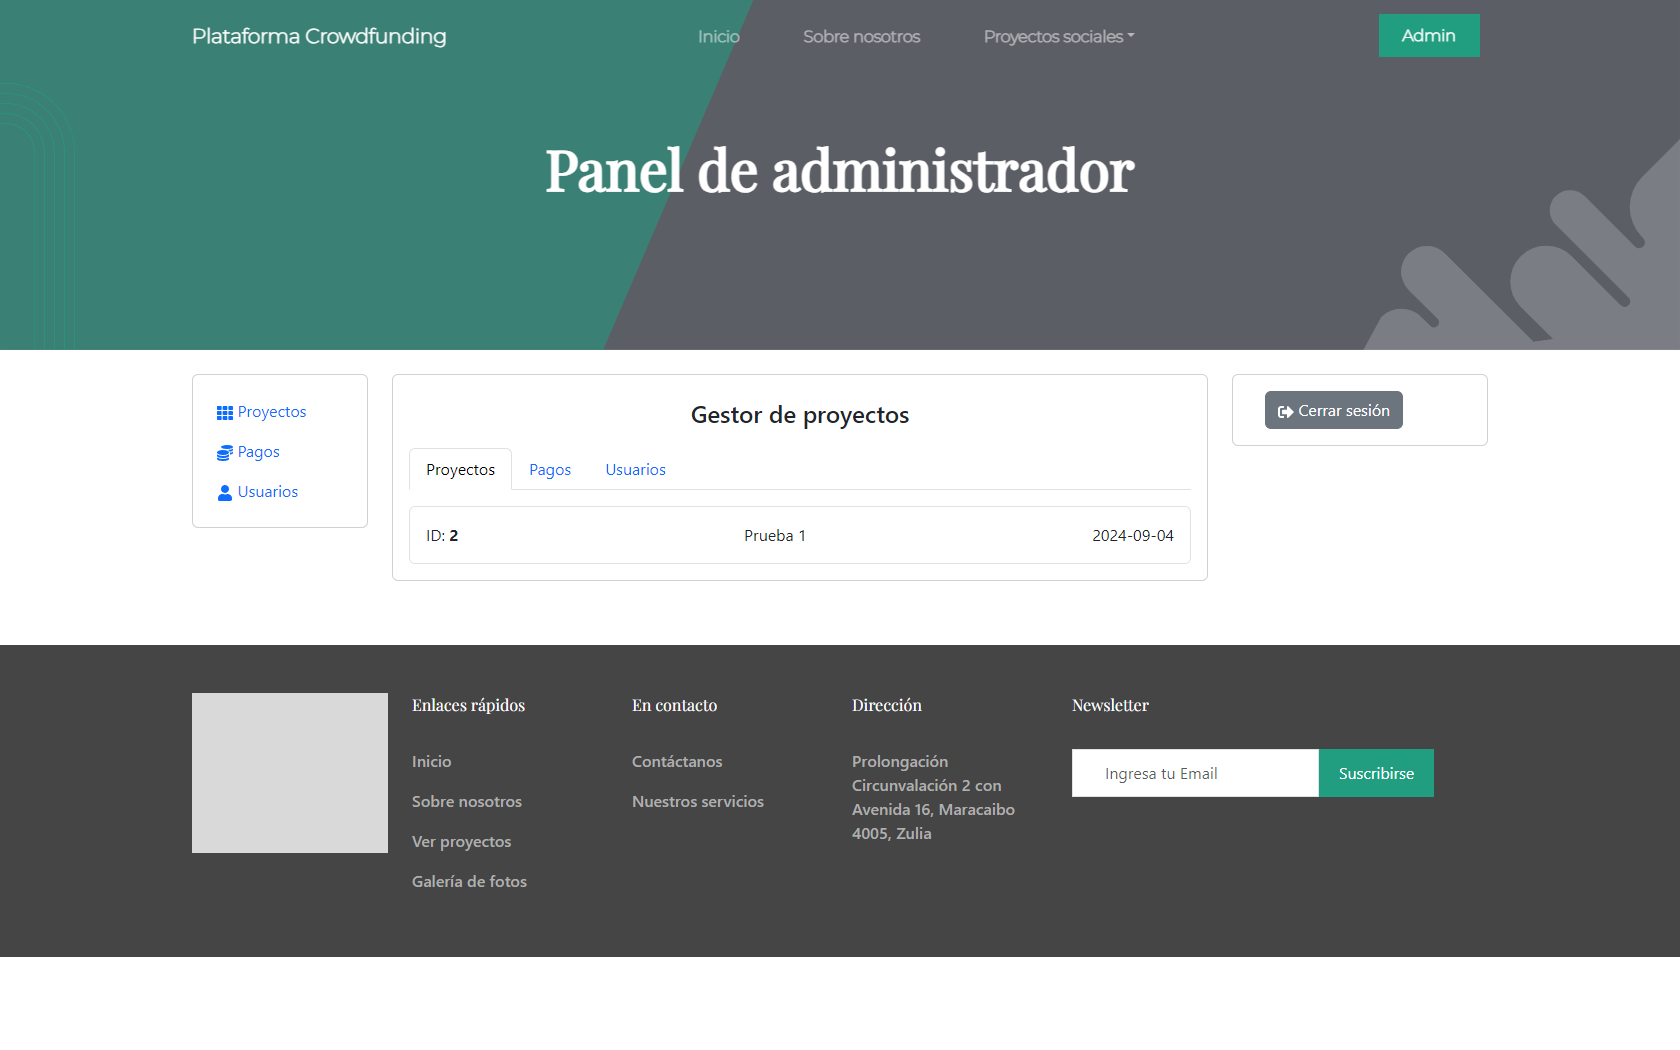 Plataforma Crowdfunding
Inicio
Sobre nosotros
Proyectos sociales
Admin
Panel de administrador
Proyectos
Pagos
Usuarios
Gestor de proyectos
Proyectos
Pagos
Usuarios
ID: 2
Prueba 1
2024-09-04
Cerrar sesión
Enlaces rápidos
Inicio
Sobre nosotros
Ver proyectos
Galería de fotos
En contacto
Contáctanos
Nuestros servicios
Dirección
Prolongación
Circunvalación 2 con
Avenida 16, Maracaibo
4005, Zulia
Newsletter
Ingresa tu Email
Suscribirse